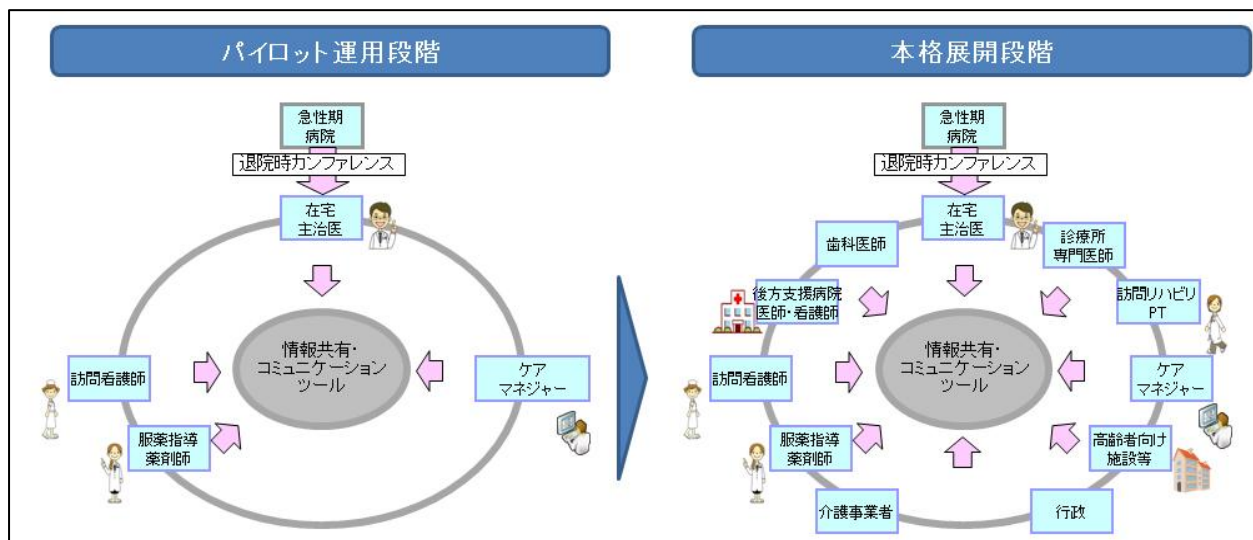 パイロット運用段階
急性期
病院
退院時カンファレンス
在宅
主治医
情報共有・
コミュニケーション
ツール
訪問看護師
ケア
マネジャー
服薬指導
薬剤師
本格展開段階
急性期
病院
退院時カンファレンス
在宅
主治医
歯科医師
診療所
専門医師
後方支援病院
医師・看護師
訪問リハビリ
PT
情報共有・
コミュニケーション
ツール
訪問看護師
ケア
マネジャー
服薬指導
薬剤師
高齢者向け
施設等
介護事業者
行政